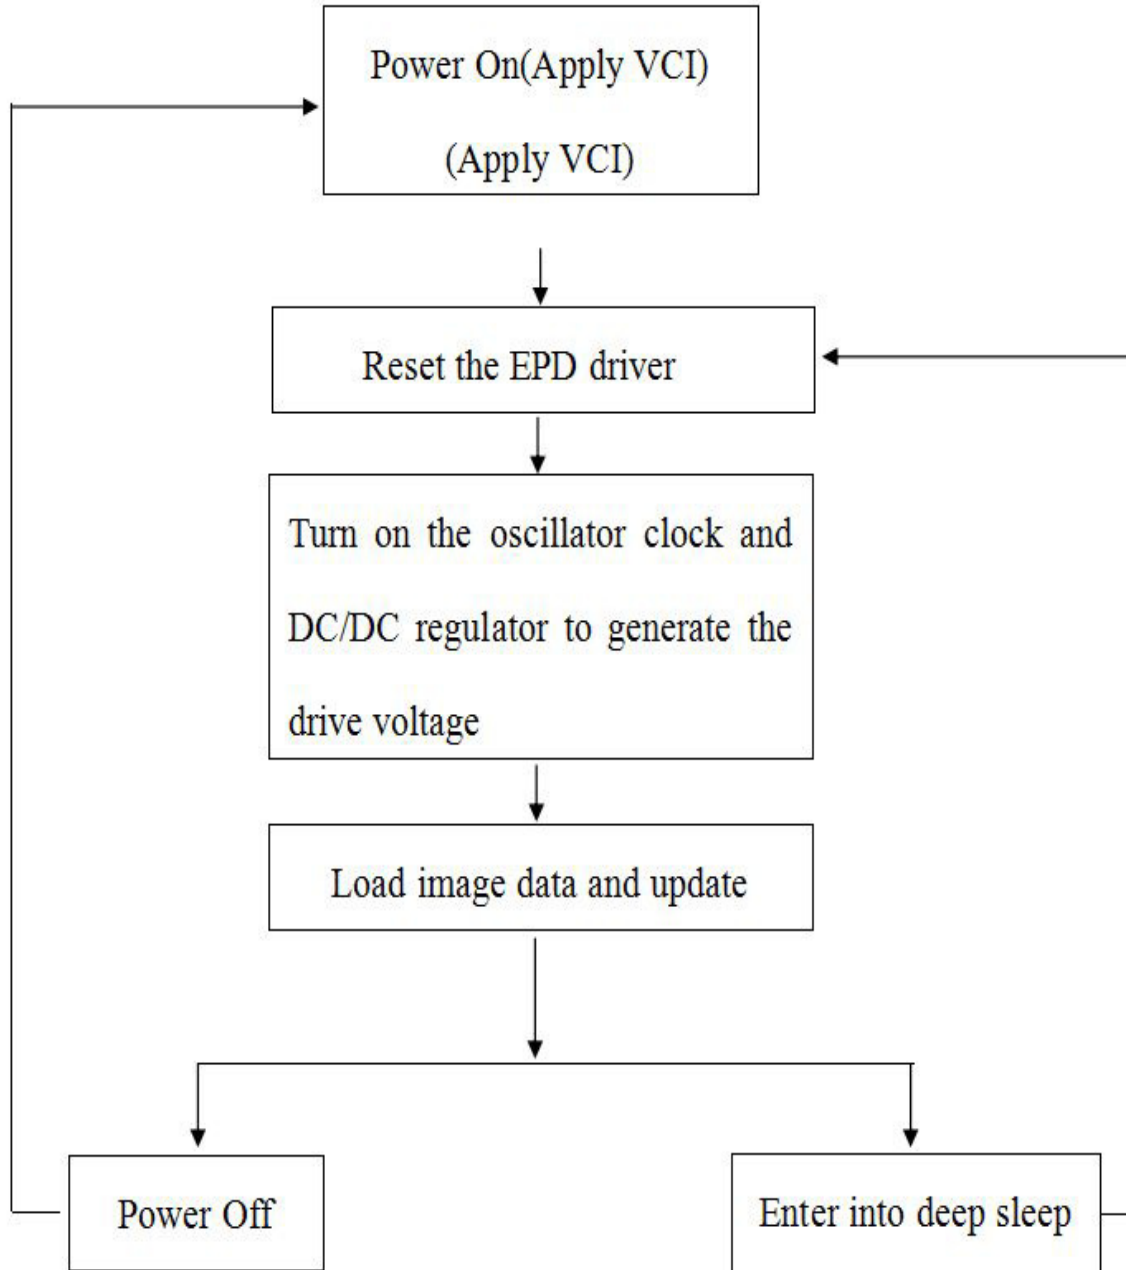 Power On(Apply VCI)
(Apply VCI)
Reset the EPD driver
Turn on the oscillator clock and
DC/DC regulator to generate the
drive voltage
Load image data and update
Power Off
Enter into deep sleep